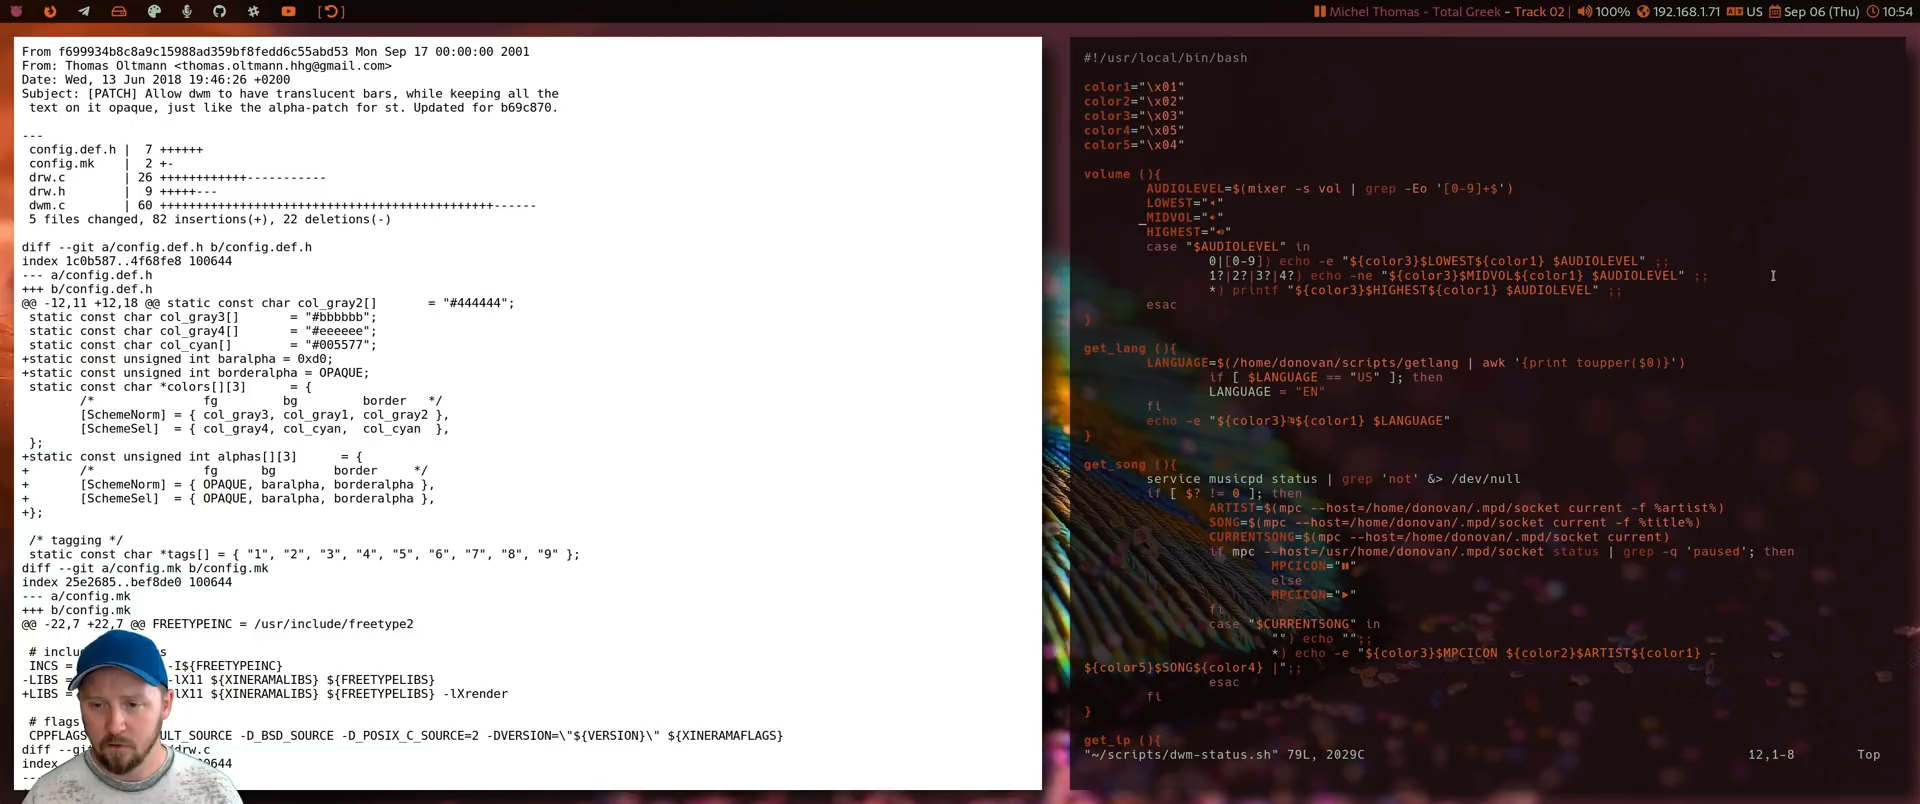 Michel Thomas - Total Greek - Track 02 | 100% 192.168.1.71 US Sep 06 (Thu) 10:54
From f699934b8c8a9c15988ad359bf8fedd6c55abd53 Mon Sep 17 00:00:00 2001
From: Thomas Oltmann <thomas.oltmann.hhg@gmail.com>
Date: Wed, 13 Jun 2018 19:46:26 +0200
Subject: [PATCH] Allow dwm to have translucent bars, while keeping all the
text on it opaque, just like the alpha-patch for st. Updated for b69c870.
---
config.def.h | 7 ++++++
config.mk | 2 +-
drw.c | 26 ++++++++++++-----------
drw.h | 9 +++++---
dwm.c | 60 ++++++++++++++++++++++++++++++++++++++++++++++++------
5 files changed, 82 insertions(+), 22 deletions(-)
diff --git a/config.def.h b/config.def.h
index 1c0b587..4f68fe8 100644
--- a/config.def.h
+++ b/config.def.h
@@ -12,11 +12,18 @@ static const char col_gray2[] = "#444444";
static const char col_gray3[] = "#bbbbbb";
static const char col_gray4[] = "#eeeeee";
static const char col_cyan[] = "#005577";
+static const unsigned int baralpha = 0xd0;
+static const unsigned int borderalpha = OPAQUE;
static const char *colors[][3] = {
/* fg bg border */
[SchemeNorm] = { col_gray3, col_gray1, col_gray2 },
[SchemeSel] = { col_gray4, col_cyan, col_cyan },
};
+static const unsigned int alphas[][3] = {
+ /* fg bg border */
+ [SchemeNorm] = { OPAQUE, baralpha, borderalpha },
+ [SchemeSel] = { OPAQUE, baralpha, borderalpha },
+};
/* tagging */
static const char *tags[] = { "1", "2", "3", "4", "5", "6", "7", "8", "9" };
diff --git a/config.mk b/config.mk
index 25e2685..bef8de0 100644
--- a/config.mk
+++ b/config.mk
@@ -22,7 +22,7 @@ FREETYPEINC = /usr/include/freetype2
# inclu
INCS = -I${FREETYPEINC}
-LIBS = -lX11 ${XINERAMALIBS} ${FREETYPELIBS}
+LIBS = -lX11 ${XINERAMALIBS} ${FREETYPELIBS} -lXrender
# flags
CPPFLAGS ULT_SOURCE -D_BSD_SOURCE -D_POSIX_C_SOURCE=2 -DVERSION=\"${VERSION}\" ${XINERAMAFLAGS}
diff --g /drw.c
index 00644
---
#!/usr/local/bin/bash
color1="\x01"
color2="\x02"
color3="\x03"
color4="\x05"
color5="\x04"
volume (){
AUDIOLEVEL=$(mixer -s vol | grep -Eo '[0-9]+$')
LOWEST=""
MIDVOL=""
HIGHEST=""
case "$AUDIOLEVEL" in
0|[0-9]) echo -e "${color3}$LOWEST${color1} $AUDIOLEVEL" ;;
1?|2?|3?|4?) echo -ne "${color3}$MIDVOL${color1} $AUDIOLEVEL" ;;
*) printf "${color3}$HIGHEST${color1} $AUDIOLEVEL" ;;
esac
}
get_lang (){
LANGUAGE=$(/home/donovan/scripts/getlang | awk '{print toupper($0)}')
if [ $LANGUAGE == "US" ]; then
LANGUAGE = "EN"
fi
echo -e "${color3}${color1} $LANGUAGE"
}
get_song (){
service musicpd status | grep 'not' &> /dev/null
if [ $? != 0 ]; then
ARTIST=$(mpc --host=/home/donovan/.mpd/socket current -f %artist%)
SONG=$(mpc --host=/home/donovan/.mpd/socket current -f %title%)
CURRENTSONG=$(mpc --host=/home/donovan/.mpd/socket current)
if mpc --host=/usr/home/donovan/.mpd/socket status | grep -q 'paused'; then
MPCICON=""
else
MPCICON=""
fi
case "$CURRENTSONG" in
"") echo "";;
*) echo -e "${color3}$MPCICON ${color2}$ARTIST${color1} -
${color5}$SONG${color4} |";;
esac
fi
}
get_ip (){
"~/scripts/dwm-status.sh" 79L, 2029C 12,1-8 Top